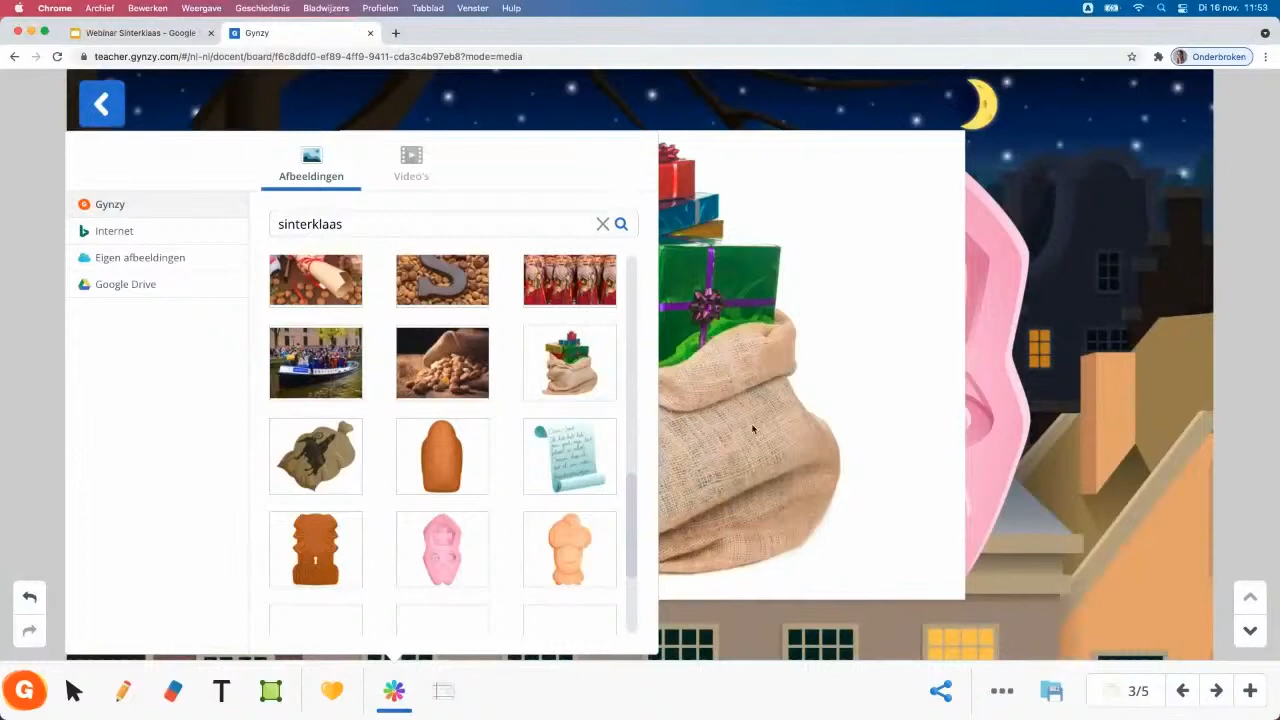 Chrome Archief Bewerken Weergave Geschiedenis Bladwijzers Profielen Tabblad Venster Help
Di 16 nov. 11:53
Webinar Sinterklaas - Google
Gynzy
teacher.gynzy.com/#/nl-nl/docent/board/f6c8ddf0-ef89-4ff9-9411-cda3c4b97eb8?mode=media
Onderbroken
Afbeeldingen
Video's
Gynzy
Internet
Eigen afbeeldingen
Google Drive
sinterklaas
S
G
T
3/5